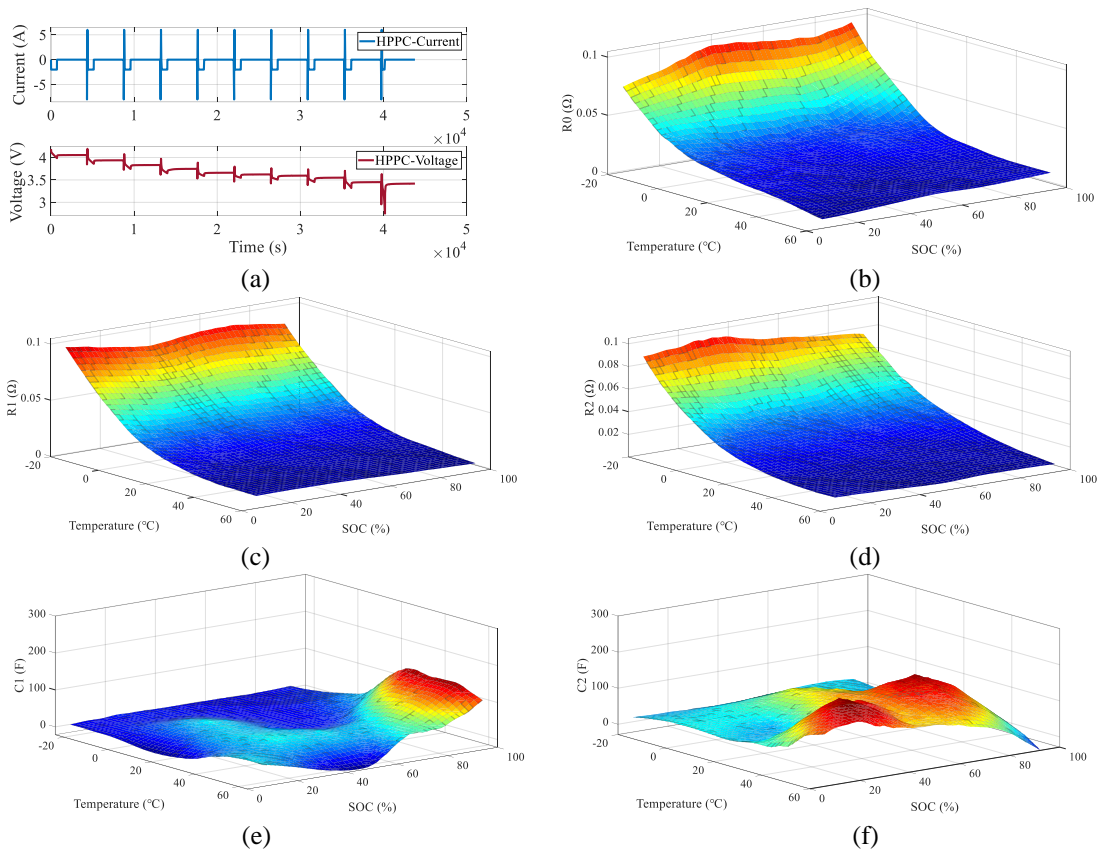 (a)
Current (A)
5
0
-5
HPPC-Current
0 1 2 3 4 5
×10⁴
Voltage (V)
4
3.5
3
HPPC-Voltage
0 1 2 3 4 5
Time (s)
×10⁴
(a)
R0 (Ω)
0.1
0.05
0
-20 0 20 40 60
Temperature (℃)
0 20 40 60 80 100
SOC (%)
(b)
R1 (Ω)
0.1
0.05
0
-20 0 20 40 60
Temperature (℃)
0 20 40 60 80 100
SOC (%)
(c)
R2 (Ω)
0.1
0.08
0.06
0.04
0.02
-20 0 20 40 60
Temperature (℃)
0 20 40 60 80 100
SOC (%)
(d)
C1 (F)
300
200
100
0
-20 0 20 40 60
Temperature (℃)
0 20 40 60 80 100
SOC (%)
(e)
C2 (F)
300
200
100
0
-20 0 20 40 60
Temperature (℃)
0 20 40 60 80 100
SOC (%)
(f)